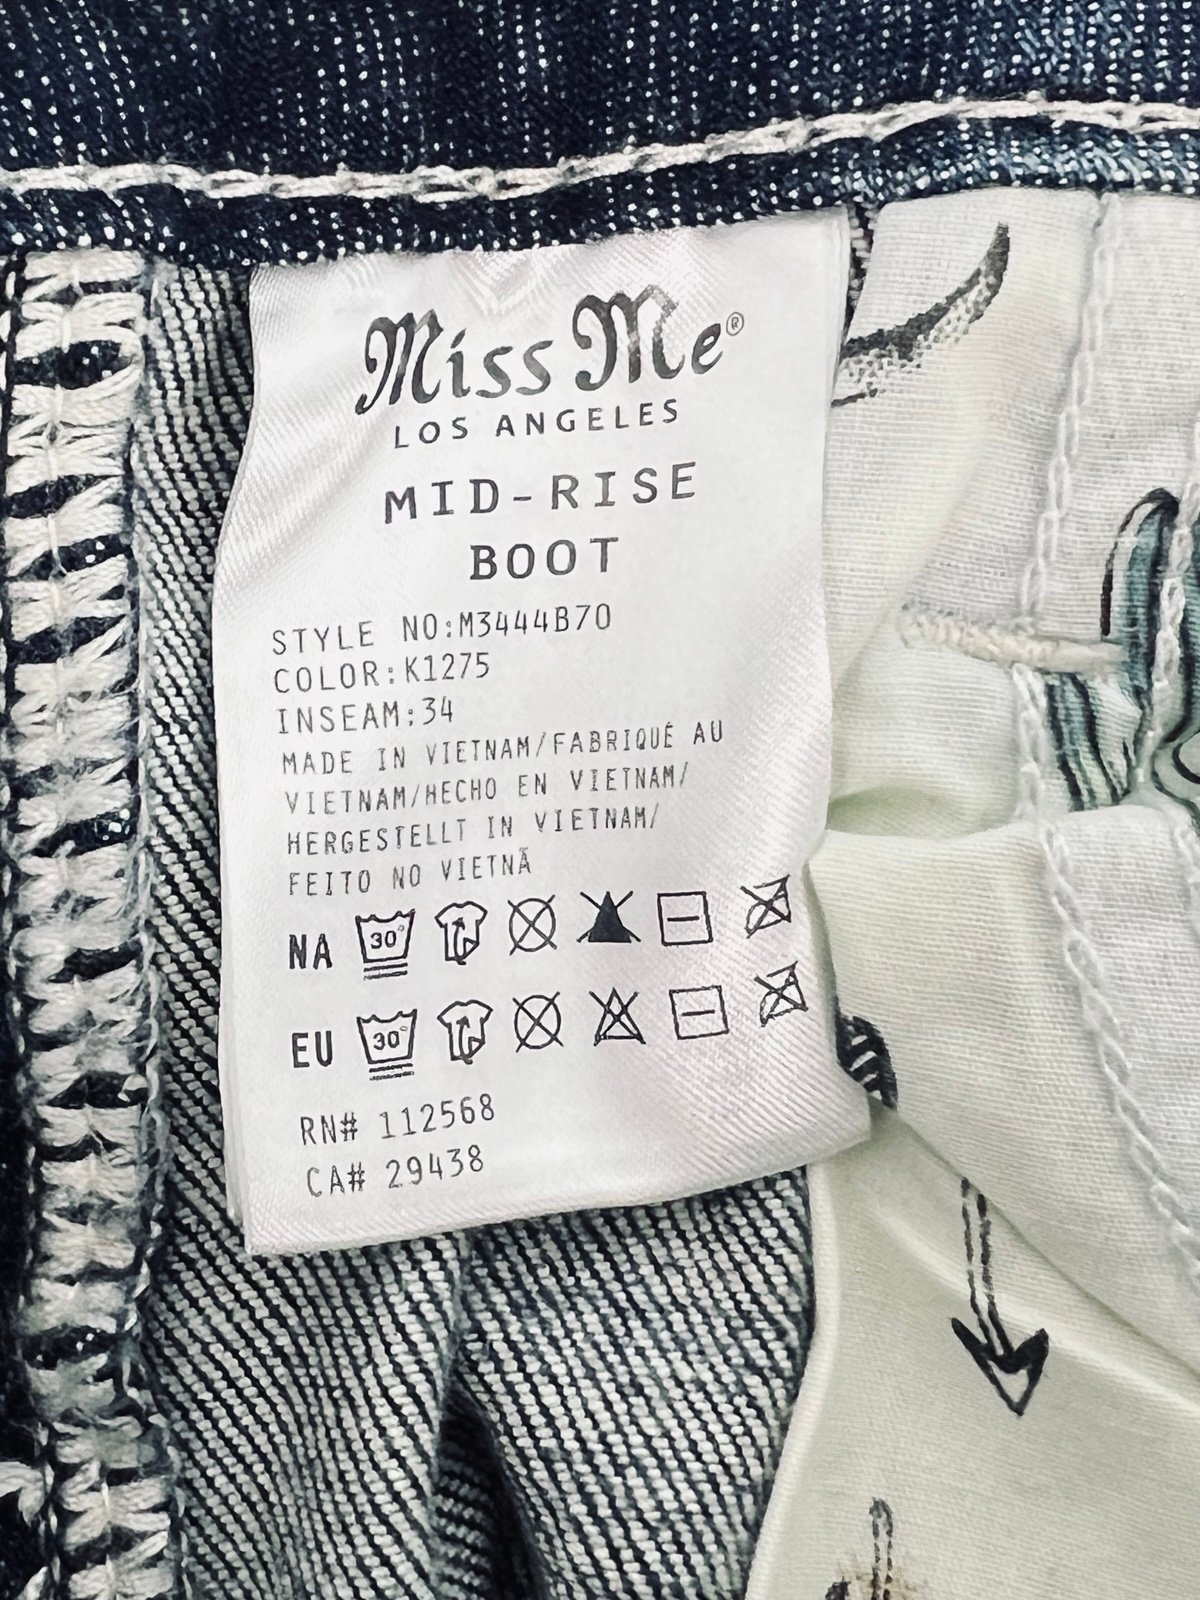 Miss Me®
LOS ANGELES
MID-RISE
BOOT
STYLE NO:M3444B70
COLOR:K1275
INSEAM:34
MADE IN VIETNAM/FABRIQUÉ AU
VIETNAM/HECHO EN VIETNAM/
HERGESTELLT IN VIETNAM/
FEITO NO VIETNÃ
NA 30°
EU 30°
RN# 112568
CA# 29438